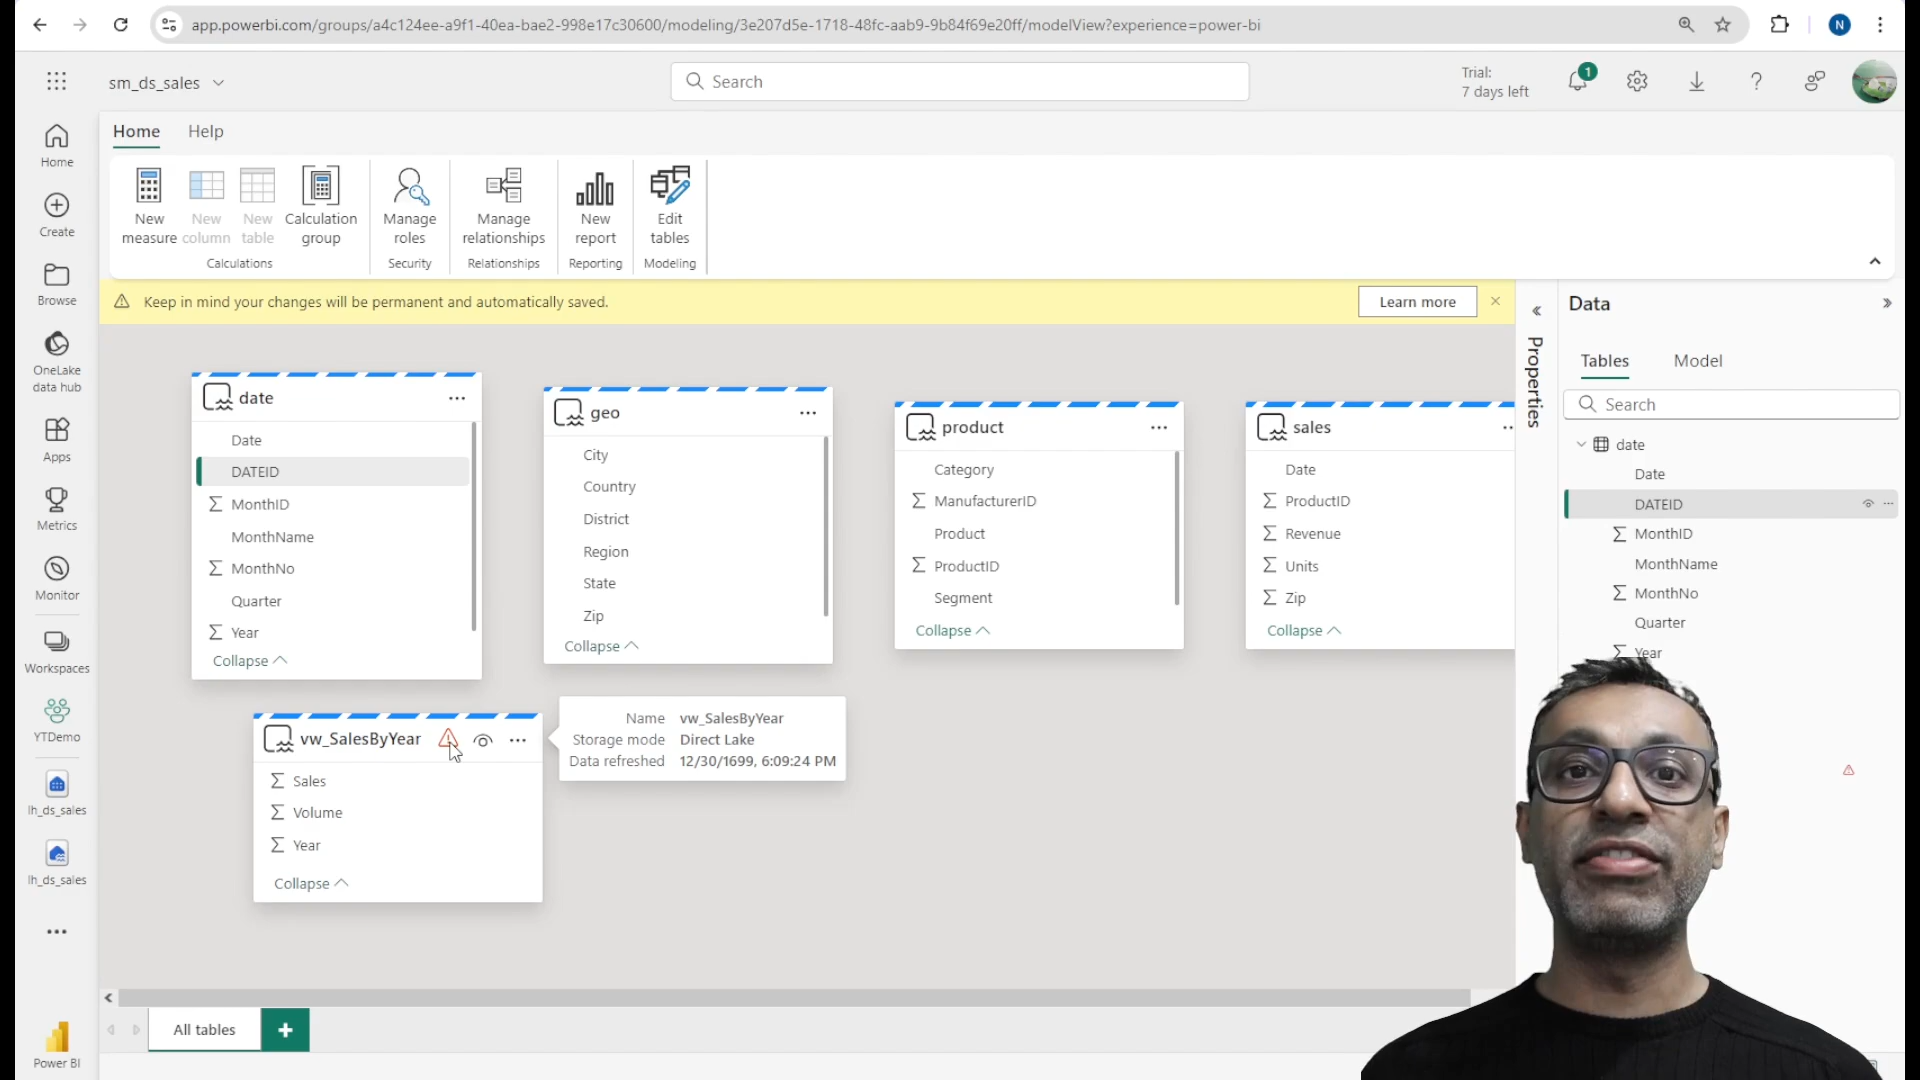 app.powerbi.com/groups/a4c124ee-a9f1-40ea-bae2-998e17c30600/modeling/3e207d5e-1718-48fc-aab9-9b84f69e20ff/modelView?experience=power-bi
N
sm_ds_sales
Search
Trial:
7 days left
1
Home
Help
Home
Create
Browse
OneLake
data hub
Apps
Metrics
Monitor
Workspaces
YTDemo
lh_ds_sales
lh_ds_sales
Power BI
New
measure
New
column
New
table
Calculation
group
Calculations
Manage
roles
Security
Manage
relationships
Relationships
New
report
Reporting
Edit
tables
Modeling
Keep in mind your changes will be permanent and automatically saved.
Learn more
date
Date
DATEID
MonthID
MonthName
MonthNo
Quarter
Year
Collapse
geo
City
Country
District
Region
State
Zip
Collapse
product
Category
ManufacturerID
Product
ProductID
Segment
Collapse
sales
Date
ProductID
Revenue
Units
Zip
Collapse
vw_SalesByYear
Sales
Volume
Year
Collapse
Name vw_SalesByYear
Storage mode Direct Lake
Data refreshed 12/30/1699, 6:09:24 PM
All tables
Properties
Data
Tables
Model
Search
date
Date
DATEID
MonthID
MonthName
MonthNo
Quarter
Year